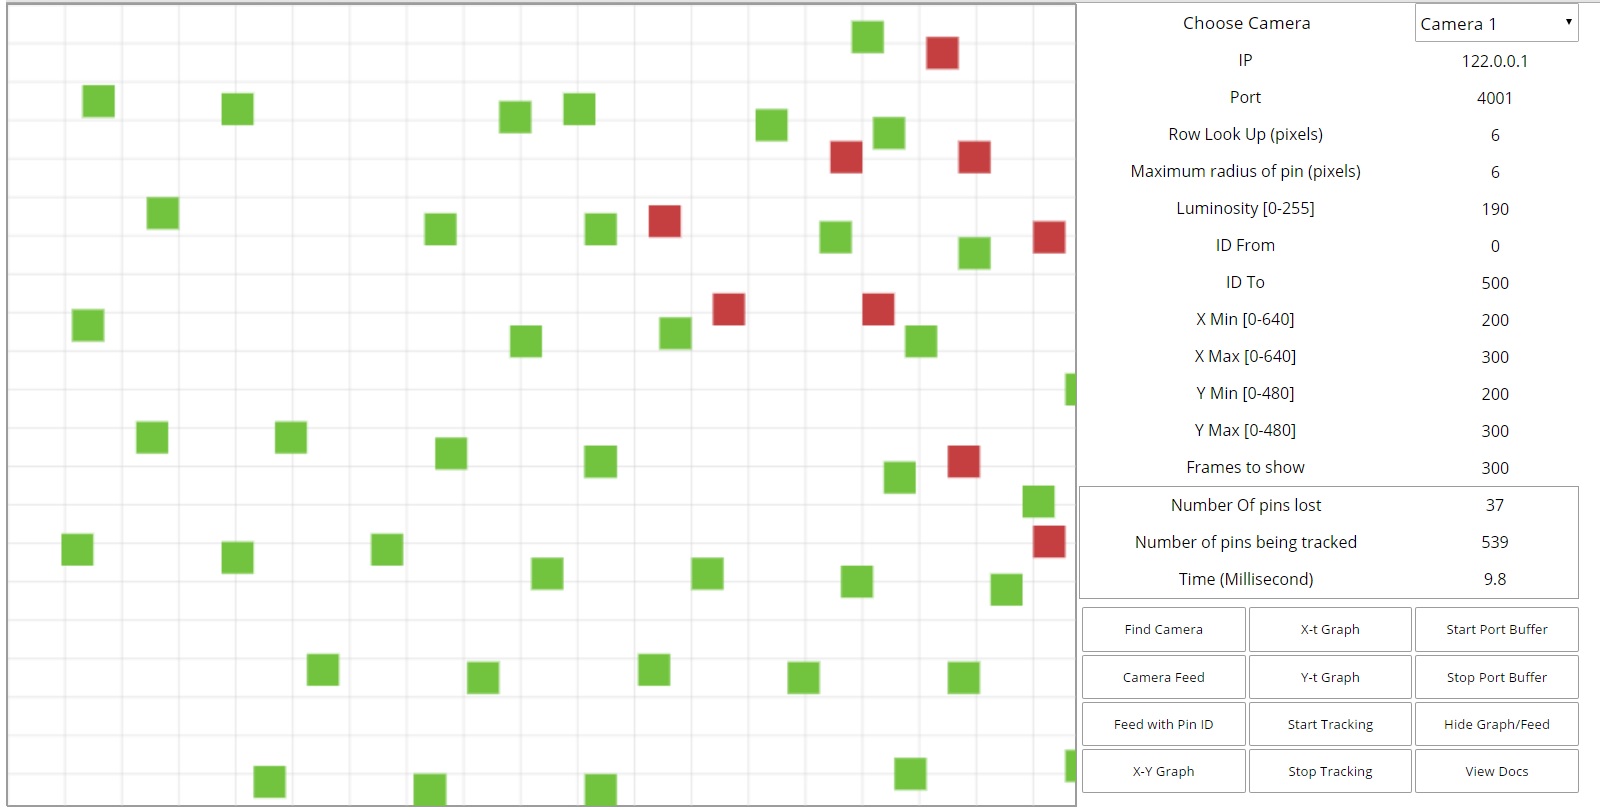 Choose Camera Camera 1
IP 122.0.0.1
Port 4001
Row Look Up (pixels) 6
Maximum radius of pin (pixels) 6
Luminosity [0-255] 190
ID From 0
ID To 500
X Min [0-640] 200
X Max [0-640] 300
Y Min [0-480] 200
Y Max [0-480] 300
Frames to show 300
Number Of pins lost 37
Number of pins being tracked 539
Time (Millisecond) 9.8
Find Camera X-t Graph Start Port Buffer
Camera Feed Y-t Graph Stop Port Buffer
Feed with Pin ID Start Tracking Hide Graph/Feed
X-Y Graph Stop Tracking View Docs